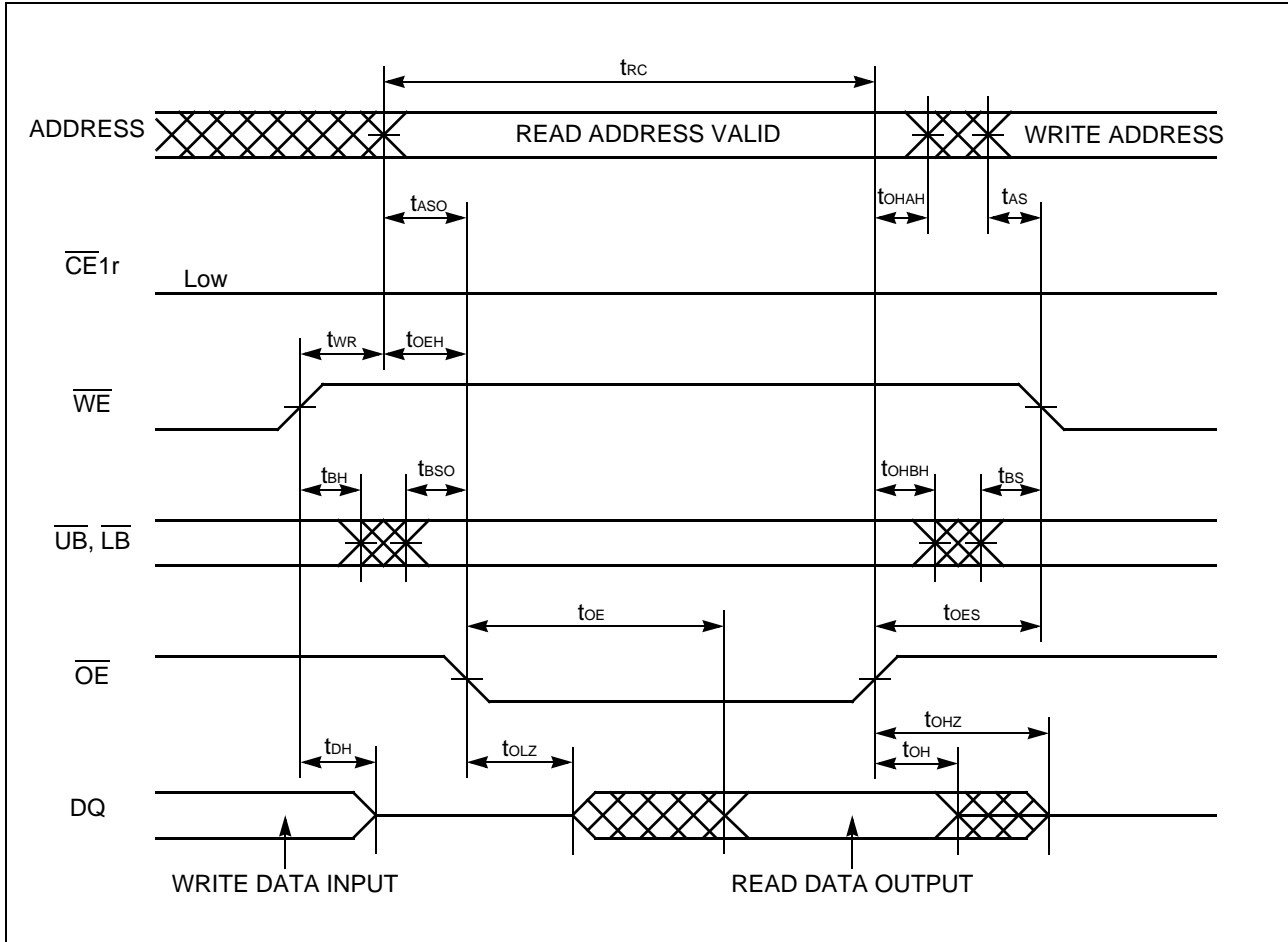 tRC
ADDRESS
READ ADDRESS VALID
WRITE ADDRESS
tASO
tOHAH
tAS
CE1r
Low
tWR
tOEH
WE
tBH
tBSO
tOHBH
tBS
UB, LB
tOE
tOES
OE
tOHZ
tDH
tOLZ
tOH
DQ
WRITE DATA INPUT
READ DATA OUTPUT